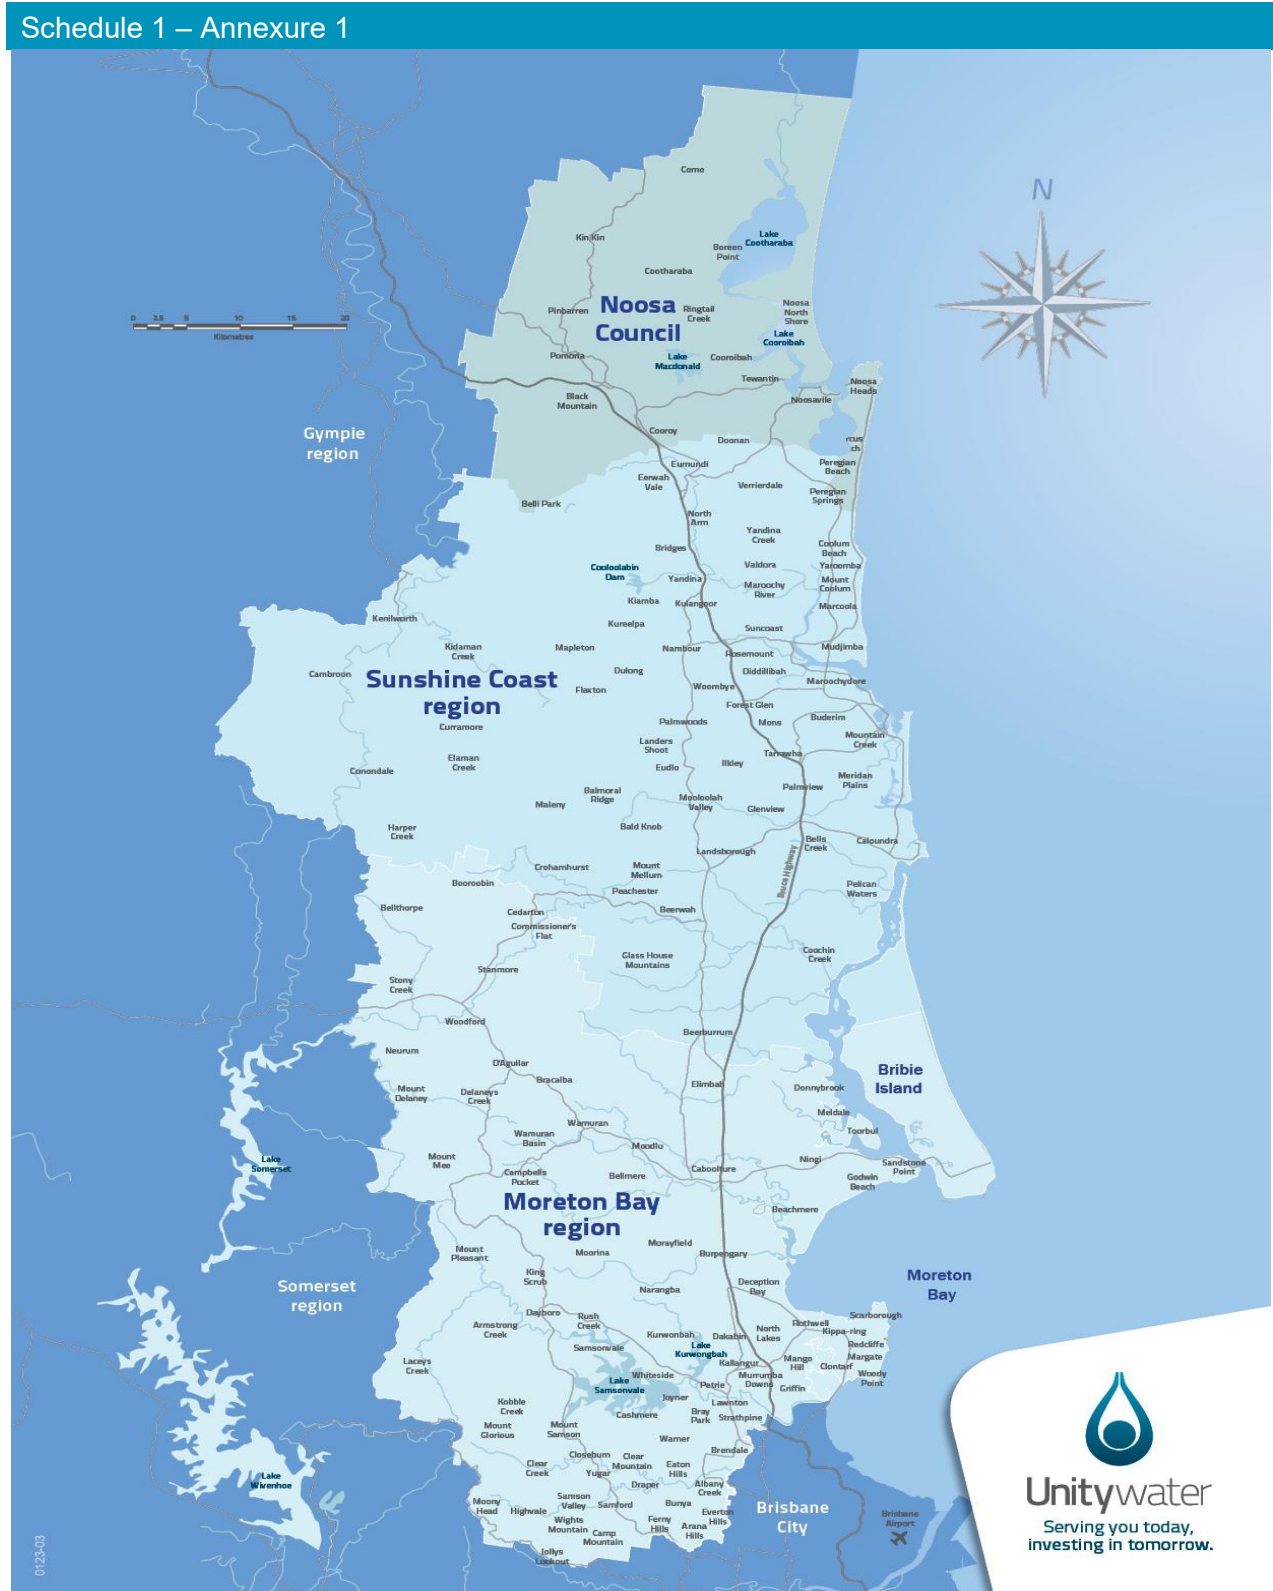 Schedule 1 – Annexure 1
N
Como
Kin Kin
Lake
Cootharaba
Boreen
Point
Cootharaba
Noosa
Council
Pinbarren
Ringtail
Creek
Noosa
North
Shore
Lake
Cooroibah
0 2.5 5 10 15 20
Kilometres
Pomona
Lake
Macdonald
Cooroibah
Tewantin
Noosa
Heads
Black
Mountain
Noosaville
Gympie
region
Cooroy
Doonan
rcus
ch
Eumundi
Peregian
Beach
Eerwah
Vale
Verrierdale
Peregian
Springs
Belli Park
North
Arm
Yandina
Creek
Bridges
Coolum
Beach
Cooloolabin
Dam
Valdora
Yaroomba
Yandina
Maroochy
River
Mount
Coolum
Kiamba
Kulangoor
Marcoola
Kenilworth
Kureelpa
Suncoast
Kidaman
Creek
Mapleton
Nambour
Rosemount
Mudjimba
Cambroon
Sunshine Coast
region
Dulong
Diddillibah
Flaxton
Woombye
Maroochydore
Forest Glen
Curramore
Palmwoods
Mons
Buderim
Landers
Shoot
Mountain
Creek
Elaman
Creek
Eudlo
Ilkley
Tanawha
Conondale
Meridan
Plains
Balmoral
Ridge
Palmview
Maleny
Mooloolah
Valley
Glenview
Harper
Creek
Bald Knob
Bells
Creek
Caloundra
Landsborough
Bruce Highway
Crohamhurst
Mount
Mellum
Booroobin
Peachester
Pelican
Waters
Bellthorpe
Cedarton
Beerwah
Commissioner's
Flat
Glass House
Mountains
Coochin
Creek
Stanmore
Stony
Creek
Woodford
Beerburrum
Neurum
D'Aguilar
Bribie
Island
Bracalba
Elimbah
Donnybrook
Mount
Delaney
Delaneys
Creek
Meldale
Wamuran
Toorbul
Wamuran
Basin
Moodlu
Mount
Mee
Lake
Somerset
Ningi
Sandstone
Point
Campbells
Pocket
Bellmere
Caboolture
Godwin
Beach
Moreton Bay
region
Beachmere
Mount
Pleasant
Moorina
Morayfield
Burpengary
Somerset
region
King
Scrub
Narangba
Deception
Bay
Moreton
Bay
Dayboro
Rush
Creek
Scarborough
Armstrong
Creek
Kurwonbah
Dakabin
North
Lakes
Rothwell
Kippa-ring
Samsonvale
Lake
Kurwongbah
Redcliffe
Laceys
Creek
Kallangur
Mango
Hill
Clontarf
Margate
Lake
Samsonvale
Whiteside
Petrie
Murrumba
Downs
Griffin
Woody
Point
Kobble
Creek
Joyner
Lawnton
Cashmere
Bray
Park
Strathpine
Mount
Glorious
Mount
Samson
Warner
Closeburn
Clear
Mountain
Brendale
Clear
Creek
Yugar
Eaton
Hills
Lake
Wivenhoe
Draper
Albany
Creek
Moony
Head
Highvale
Samson
Valley
Samford
Bunya
Everton
Hills
Brisbane
City
Brisbane
Airport
Wights
Mountain
Camp
Mountain
Ferny
Hills
Arana
Hills
Jollys
Lookout
0123-03
Unitywater
Serving you today,
investing in tomorrow.